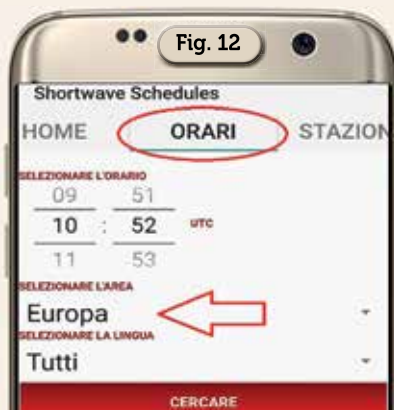 Fig. 12
Shortwave Schedules
HOME ORARI STAZION
SELEZIONARE L'ORARIO
09 51
10 : 52 UTC
11 53
SELEZIONARE L'AREA
Europa
SELEZIONARE LA LINGUA
Tutti
CERCARE